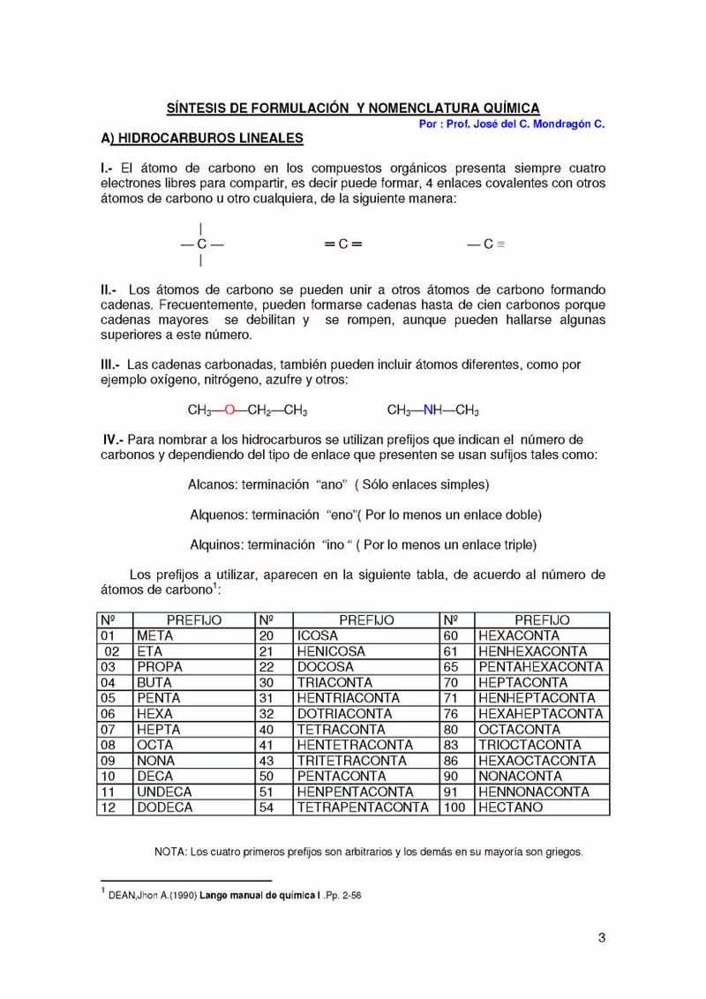 SÍNTESIS DE FORMULACIÓN Y NOMENCLATURA QUÍMICA
Por : Prof. José del C. Mondragón C.
A) HIDROCARBUROS LINEALES
I.- El átomo de carbono en los compuestos orgánicos presenta siempre cuatro
electrones libres para compartir, es decir puede formar, 4 enlaces covalentes con otros
átomos de carbono u otro cualquiera, de la siguiente manera:
|
— C — = C = — C ≡
|
II.- Los átomos de carbono se pueden unir a otros átomos de carbono formando
cadenas. Frecuentemente, pueden formarse cadenas hasta de cien carbonos porque
cadenas mayores se debilitan y se rompen, aunque pueden hallarse algunas
superiores a este número.
III.- Las cadenas carbonadas, también pueden incluir átomos diferentes, como por
ejemplo oxígeno, nitrógeno, azufre y otros:
CH₃—O—CH₂—CH₃ CH₃—NH—CH₃
IV.- Para nombrar a los hidrocarburos se utilizan prefijos que indican el número de
carbonos y dependiendo del tipo de enlace que presenten se usan sufijos tales como:
Alcanos: terminación “ano” ( Sólo enlaces simples)
Alquenos: terminación “eno”( Por lo menos un enlace doble)
Alquinos: terminación “ino “ ( Por lo menos un enlace triple)
Los prefijos a utilizar, aparecen en la siguiente tabla, de acuerdo al número de
átomos de carbono¹:
Nº PREFIJO Nº PREFIJO Nº PREFIJO
01 META 20 ICOSA 60 HEXACONTA
02 ETA 21 HENICOSA 61 HENHEXACONTA
03 PROPA 22 DOCOSA 65 PENTAHEXACONTA
04 BUTA 30 TRIACONTA 70 HEPTACONTA
05 PENTA 31 HENTRIACONTA 71 HENHEPTACONTA
06 HEXA 32 DOTRIACONTA 76 HEXAHEPTACONTA
07 HEPTA 40 TETRACONTA 80 OCTACONTA
08 OCTA 41 HENTETRACONTA 83 TRIOCTACONTA
09 NONA 43 TRITETRACONTA 86 HEXAOCTACONTA
10 DECA 50 PENTACONTA 90 NONACONTA
11 UNDECA 51 HENPENTACONTA 91 HENNONACONTA
12 DODECA 54 TETRAPENTACONTA 100 HECTANO
NOTA: Los cuatro primeros prefijos son arbitrarios y los demás en su mayoría son griegos.
¹ DEAN,Jhon A.(1990) Lange manual de química I .Pp. 2-56
3